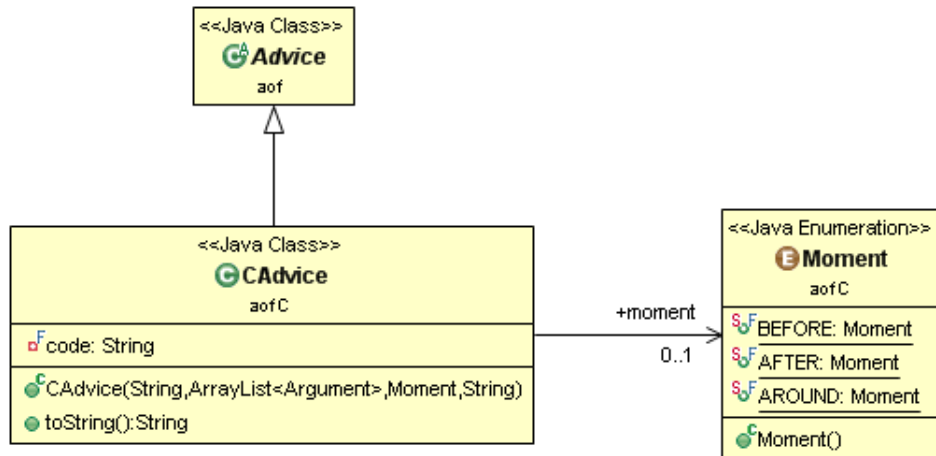 <<Java Class>>
Advice
aof
<<Java Class>>
CAdvice
aofC
code: String
CAdvice(String,ArrayList<Argument>,Moment,String)
toString():String
+moment
0..1
<<Java Enumeration>>
Moment
aofC
BEFORE: Moment
AFTER: Moment
AROUND: Moment
Moment()